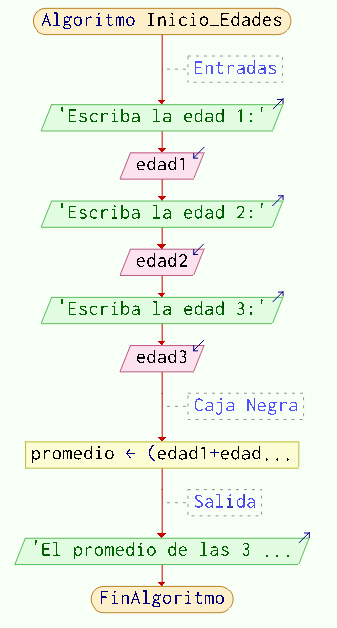 Algoritmo Inicio_Edades
Entradas
'Escriba la edad 1:'
edad1
'Escriba la edad 2:'
edad2
'Escriba la edad 3:'
edad3
Caja Negra
promedio ← (edad1+edad...
Salida
'El promedio de las 3 ...
FinAlgoritmo